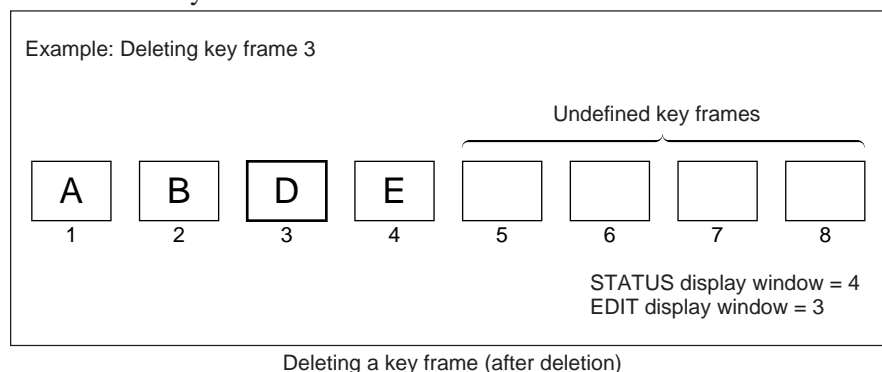 Example: Deleting key frame 3
Undefined key frames
A B D E
1 2 3 4 5 6 7 8
STATUS display window = 4
EDIT display window = 3
Deleting a key frame (after deletion)